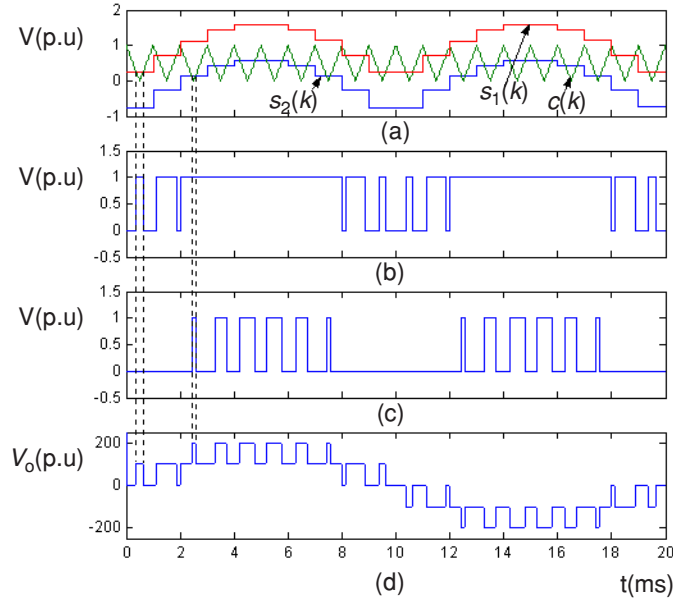 V(p.u)
2
1
0
-1
s2(k)
s1(k)
c(k)
(a)
V(p.u)
1.5
1
0.5
0
-0.5
(b)
V(p.u)
1.5
1
0.5
0
-0.5
(c)
Vo(p.u)
200
0
-200
0 2 4 6 8 10 12 14 16 18 20
(d) t(ms)